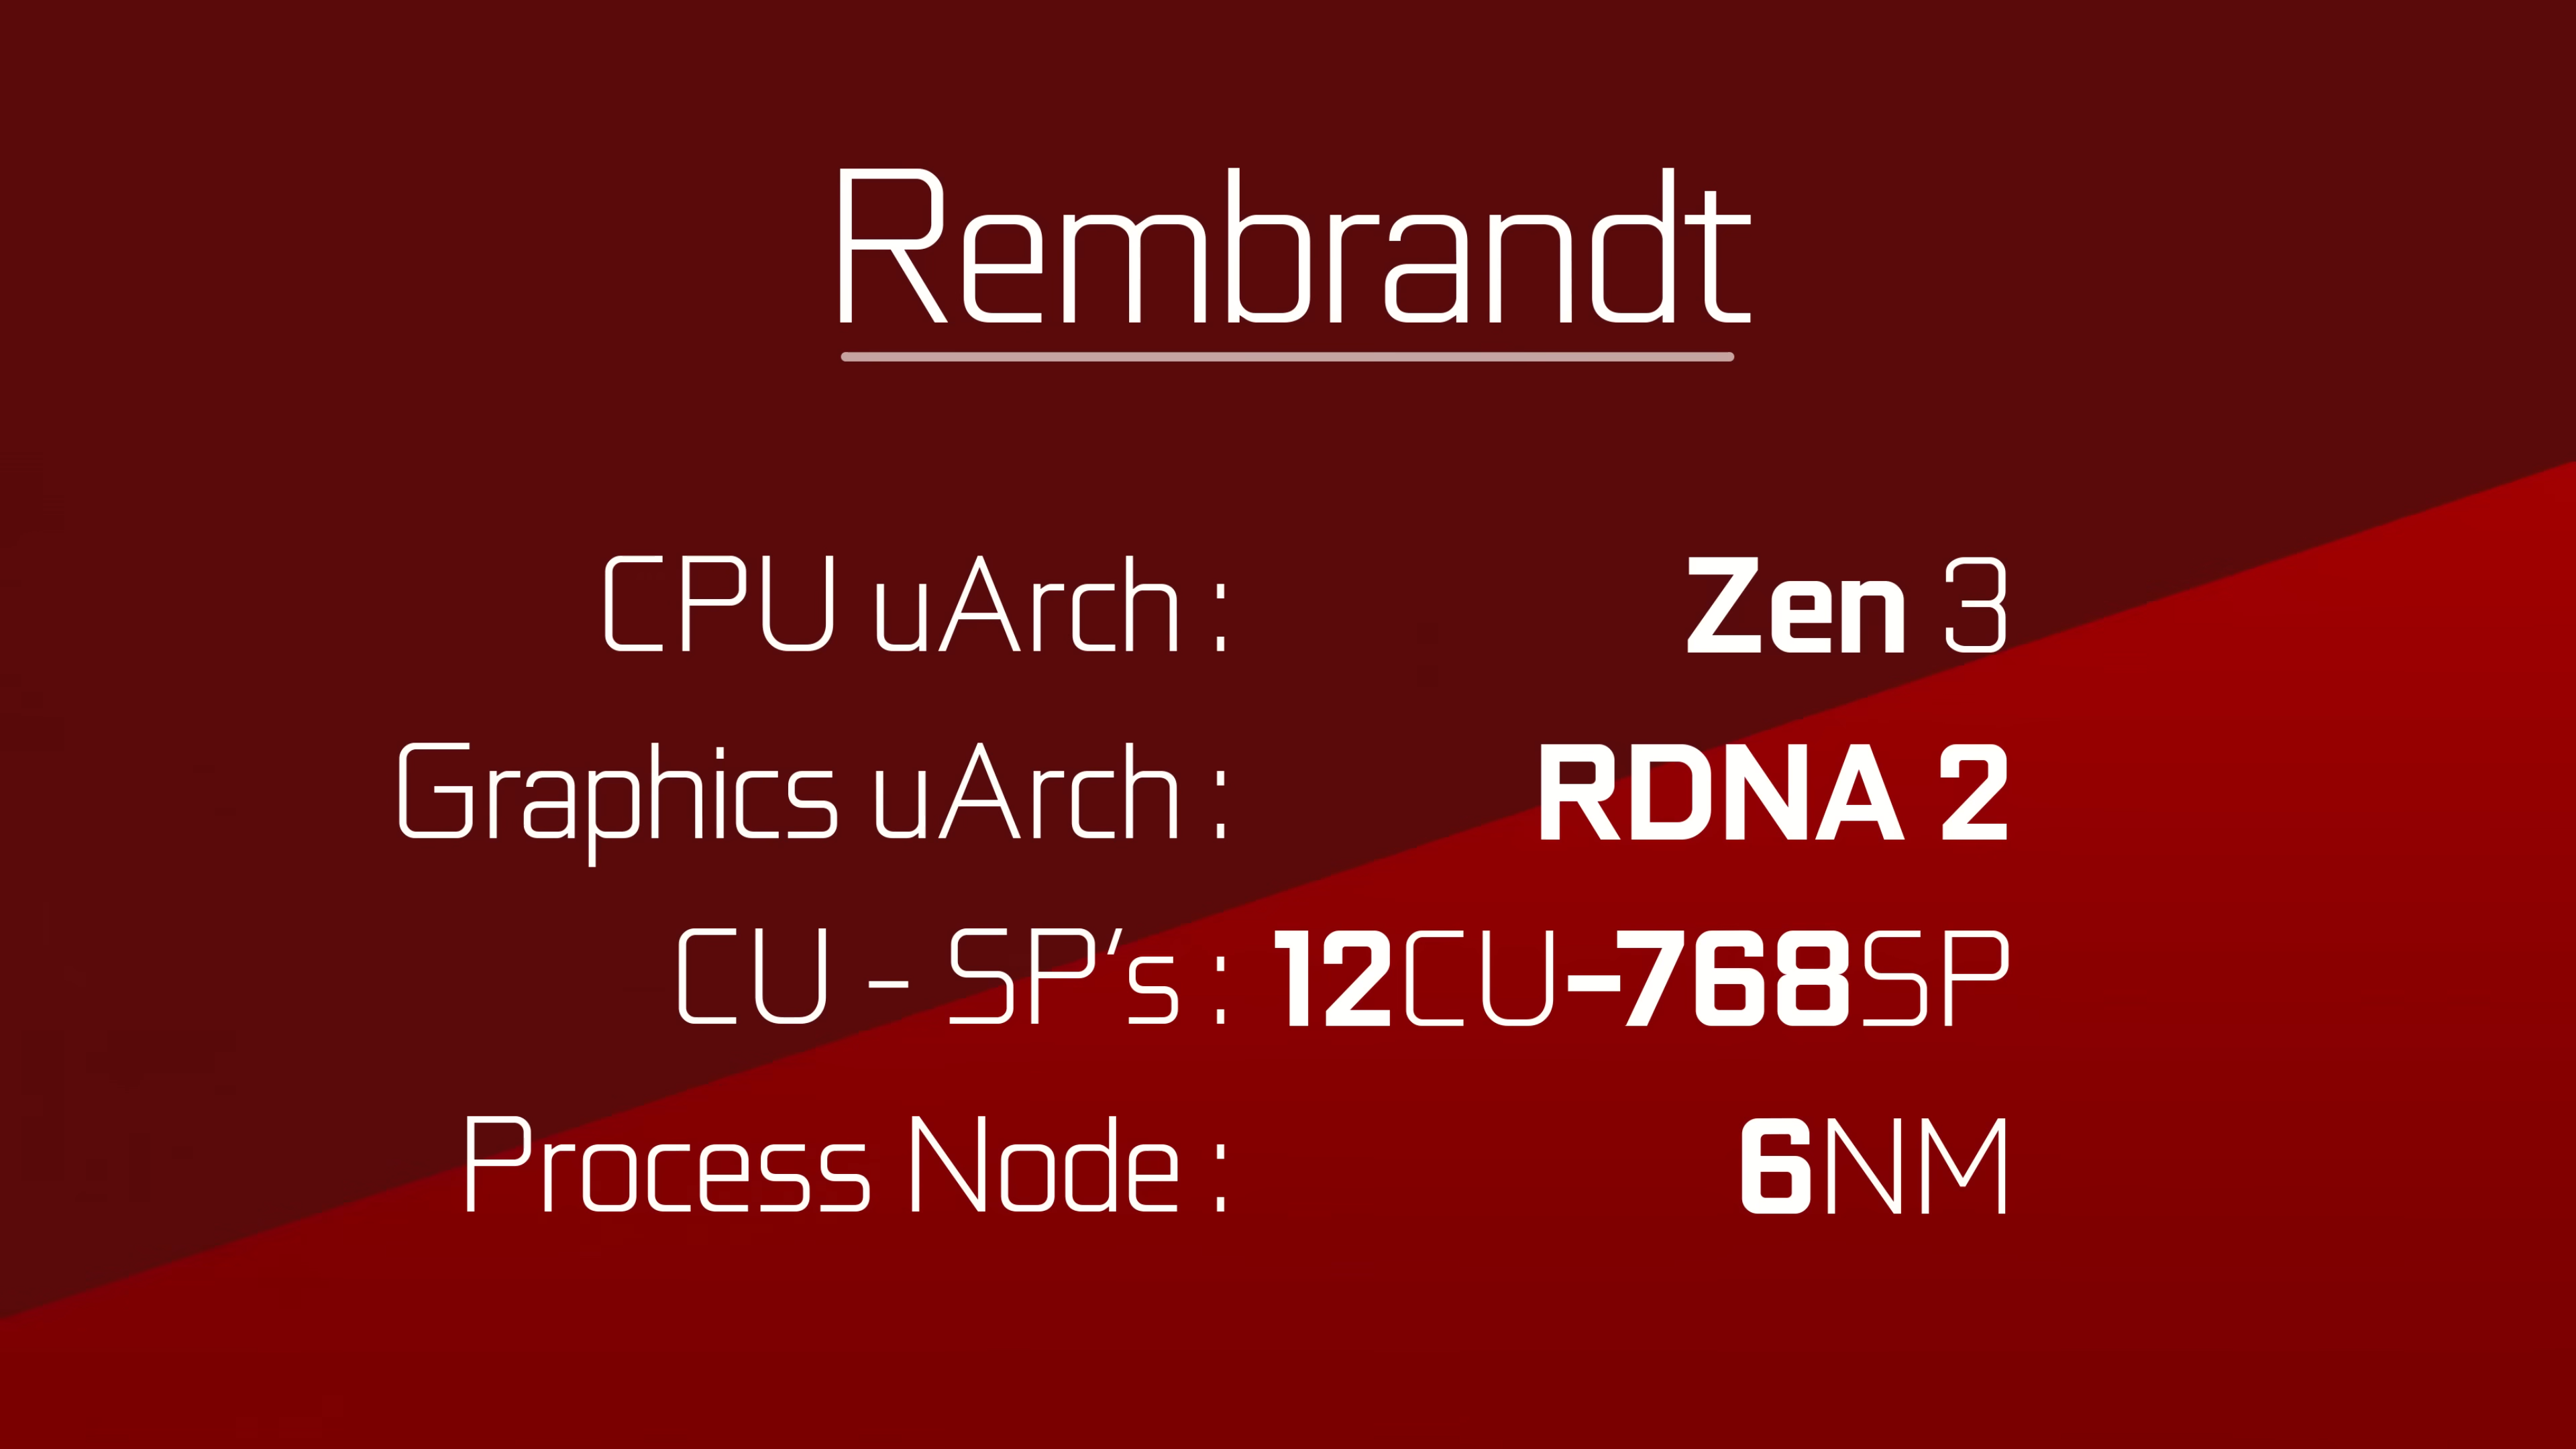 Rembrandt
CPU uArch : Zen 3
Graphics uArch : RDNA 2
CU - SP's : 12CU-768SP
Process Node : 6NM